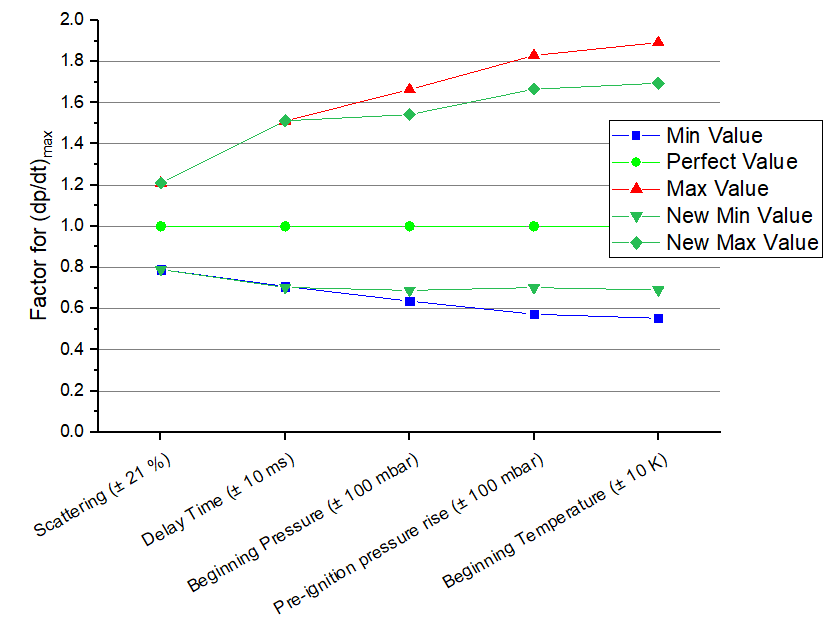 2.0
1.8
1.6
1.4
1.2
1.0
0.8
0.6
0.4
0.2
0.0
Factor for (dp/dt)max
Min Value
Perfect Value
Max Value
New Min Value
New Max Value
Scattering (± 21 %)
Delay Time (± 10 ms)
Beginning Pressure (± 100 mbar)
Pre-ignition pressure rise (± 100 mbar)
Beginning Temperature (± 10 K)